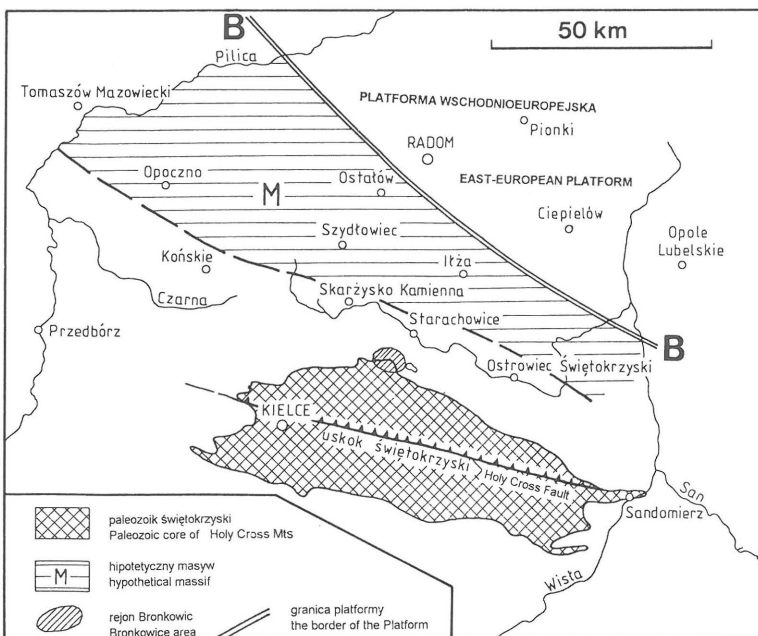 B
50 km
Pilica
Tomaszów Mazowiecki
PLATFORMA WSCHODNIOEUROPEJSKA
Pionki
RADOM
Opoczno
Ostałów
EAST-EUROPEAN PLATFORM
M
Ciepielów
Szydłowiec
Opole
Lubelskie
Końskie
Iłża
Skarżysko Kamienna
Czarna
Starachowice
Przedbórz
B
Ostrowiec Świętokrzyski
KIELCE
uskok świętokrzyski
Holy Cross Fault
San
Sandomierz
Wisła
paleozoik świętokrzyski
Paleozoic core of Holy Cross Mts
M
hipotetyczny masyw
hypothetical massif
rejon Bronkowic
Bronkowice area
granica platformy
the border of the Platform